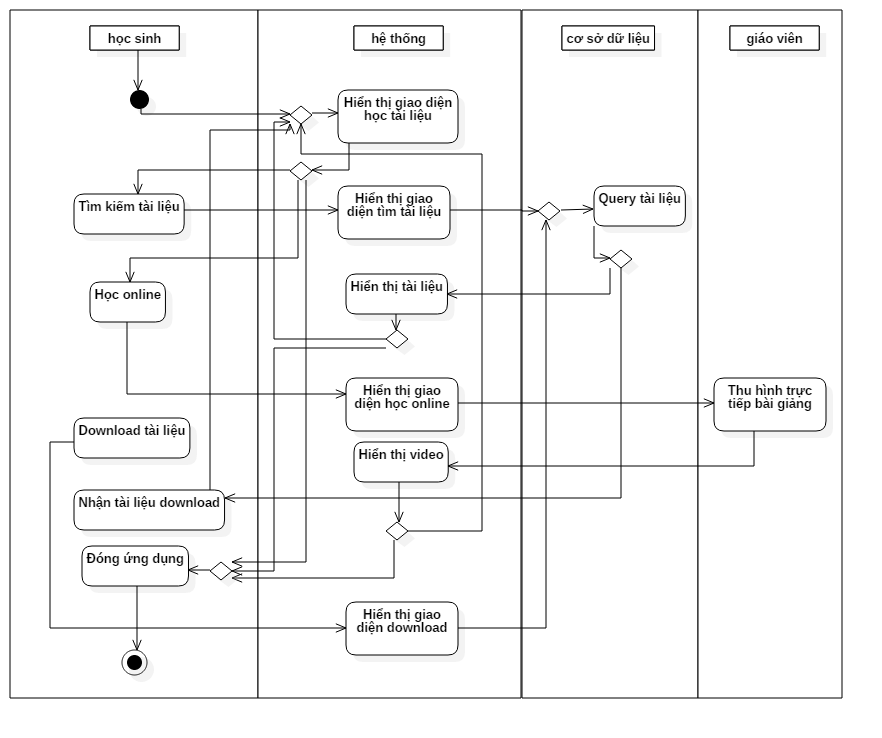 học sinh
hệ thống
cơ sở dữ liệu
giáo viên
Hiển thị giao diện
học tài liệu
Tìm kiếm tài liệu
Hiển thị giao
diện tìm tài liệu
Query tài liệu
Học online
Hiển thị tài liệu
Hiển thị giao
diện học online
Thu hình trực
tiếp bài giảng
Download tài liệu
Hiển thị video
Nhận tài liệu download
Đóng ứng dụng
Hiển thị giao
diện download